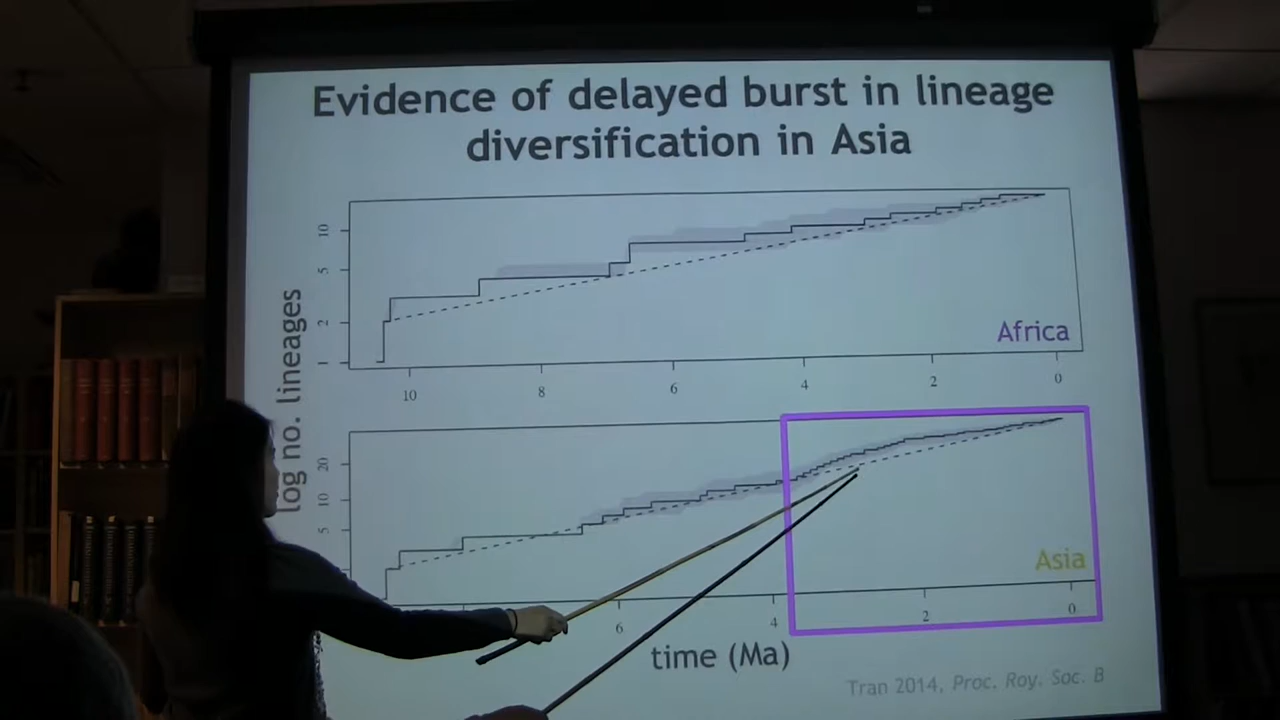 Evidence of delayed burst in lineage
diversification in Asia
log no. lineages
10
5
2
1
Africa
10 8 6 4 2 0
20
10
5
Asia
6 4 2 0
time (Ma)
Tran 2014, Proc. Roy. Soc. B